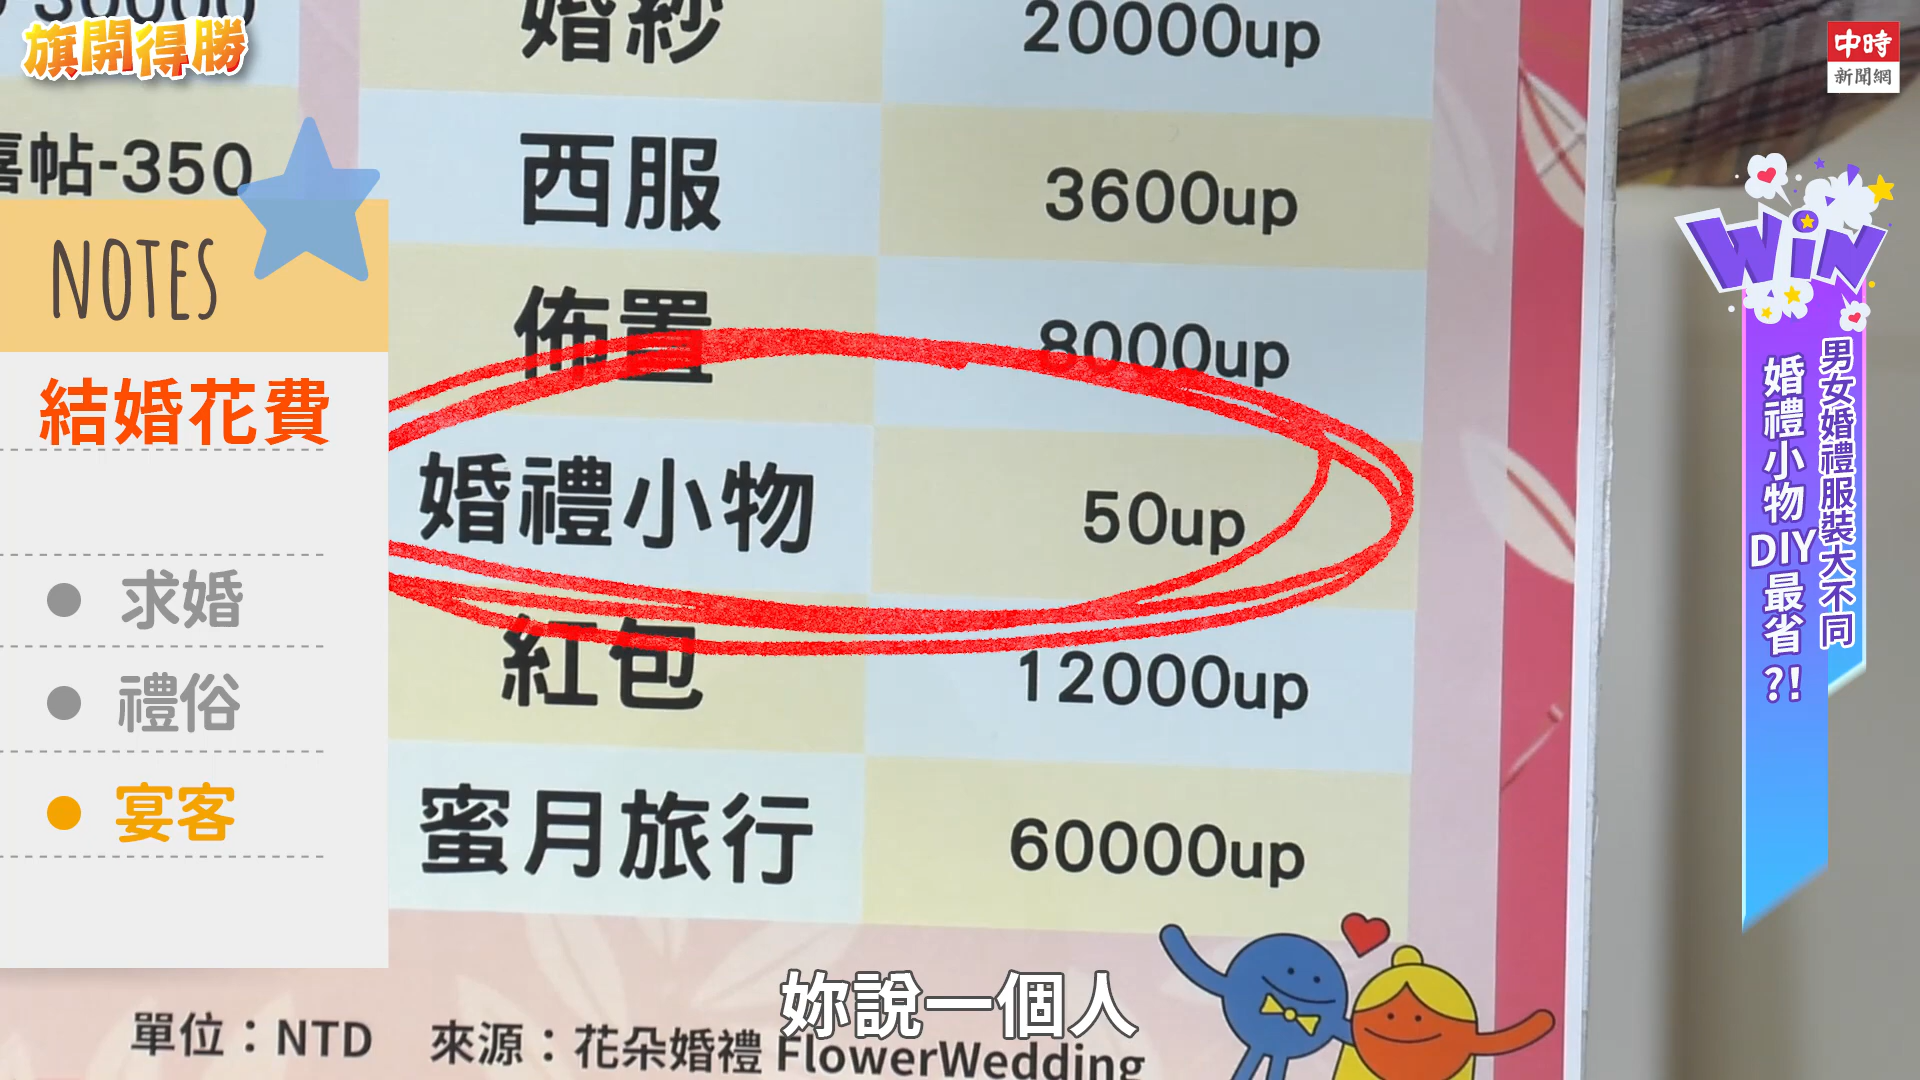 旗開得勝
中時
新聞網
婚紗 20000up
喜帖-350
西服 3600up
佈置 8000up
婚禮小物 50up
紅包 12000up
蜜月旅行 60000up
單位：NTD 來源：花朵婚禮 FlowerWedding
NOTES
結婚花費
求婚
禮俗
宴客
WiN
男女婚禮服裝大不同
婚禮小物DIY最省?!
妳說一個人